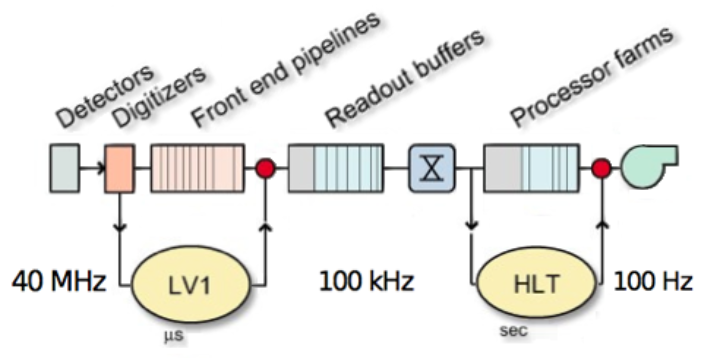 Detectors
Digitizers
Front end pipelines
Readout buffers
Processor farms
40 MHz
LV1
100 kHz
HLT
100 Hz
µs
sec